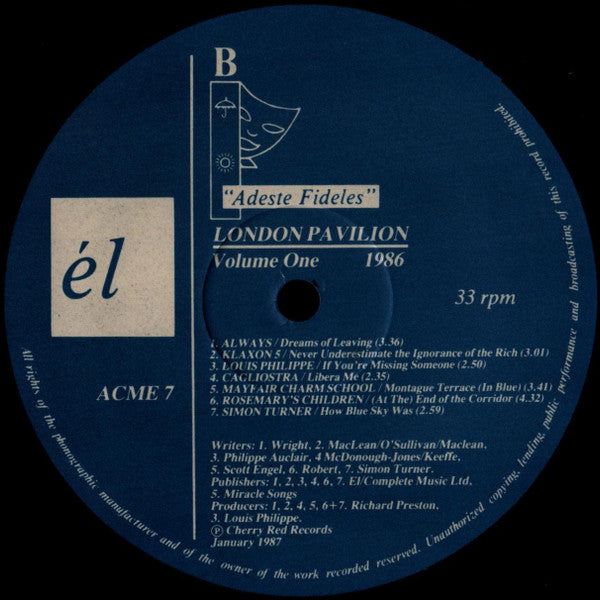 B
"Adeste Fideles"
LONDON PAVILION
Volume One 1986
él
33 rpm
ACME 7
1. ALWAYS / Dreams of Leaving (3.36)
2. KLAXON 5 / Never Underestimate the Ignorance of the Rich (3.01)
3. LOUIS PHILIPPE / If You're Missing Someone (2.50)
4. CAGLIOSTRA / Libera Me (2.35)
5. MAYFAIR CHARM SCHOOL / Montague Terrace (In Blue) (3.41)
6. ROSEMARY'S CHILDREN / (At The) End of the Corridor (4.32)
7. SIMON TURNER / How Blue Sky Was (2.59)
Writers: 1. Wright, 2. MacLean/O'Sullivan/Maclean,
3. Philippe Auclair, 4 McDonough-Jones/Keeffe,
5. Scott Engel, 6. Robert, 7. Simon Turner.
Publishers: 1, 2, 3, 4, 6, 7. El/Complete Music Ltd,
5. Miracle Songs
Producers: 1, 2, 4, 5, 6+7. Richard Preston,
3. Louis Philippe.
Ⓟ Cherry Red Records
January 1987
All rights of the phonographic manufacturer and of the owner of the work recorded reserved. Unauthorized copying, lending, public performance and broadcasting of this record prohibited.